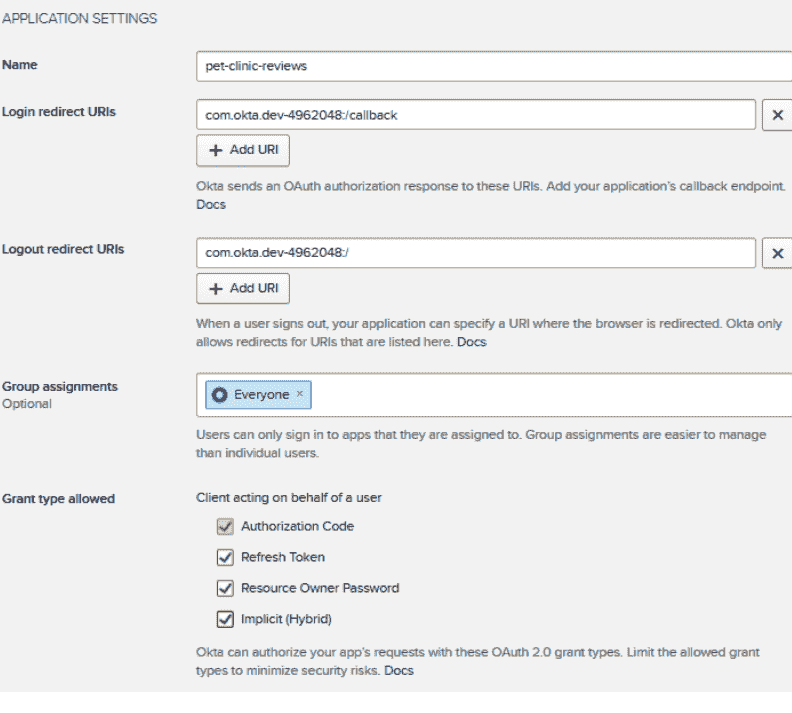 APPLICATION SETTINGS
Name
pet-clinic-reviews
Login redirect URIs
com.okta.dev-4962048:/callback
+ Add URI
Okta sends an OAuth authorization response to these URIs. Add your application's callback endpoint.
Docs
Logout redirect URIs
com.okta.dev-4962048:/
+ Add URI
When a user signs out, your application can specify a URI where the browser is redirected. Okta only
allows redirects for URIs that are listed here. Docs
Group assignments
Optional
Everyone ×
Users can only sign in to apps that they are assigned to. Group assignments are easier to manage
than individual users.
Grant type allowed
Client acting on behalf of a user
Authorization Code
Refresh Token
Resource Owner Password
Implicit (Hybrid)
Okta can authorize your app's requests with these OAuth 2.0 grant types. Limit the allowed grant
types to minimize security risks. Docs